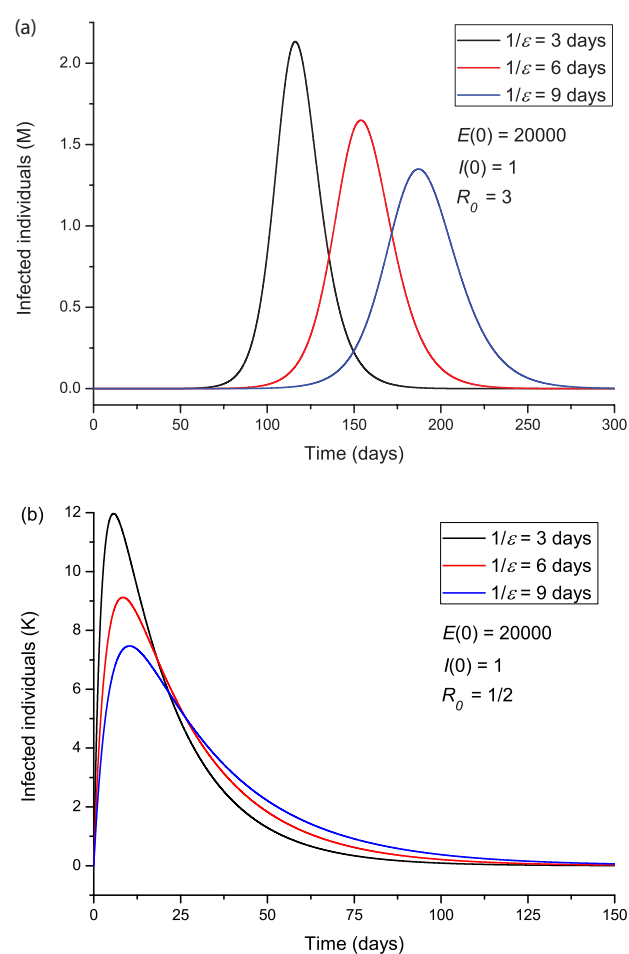 (a)
Infected individuals (M)
2.0
1.5
1.0
0.5
0.0
1/ε = 3 days
1/ε = 6 days
1/ε = 9 days
E(0) = 20000
I(0) = 1
R₀ = 3
0 50 100 150 200 250 300
Time (days)
(b)
Infected individuals (K)
12
10
8
6
4
2
0
1/ε = 3 days
1/ε = 6 days
1/ε = 9 days
E(0) = 20000
I(0) = 1
R₀ = 1/2
0 25 50 75 100 125 150
Time (days)